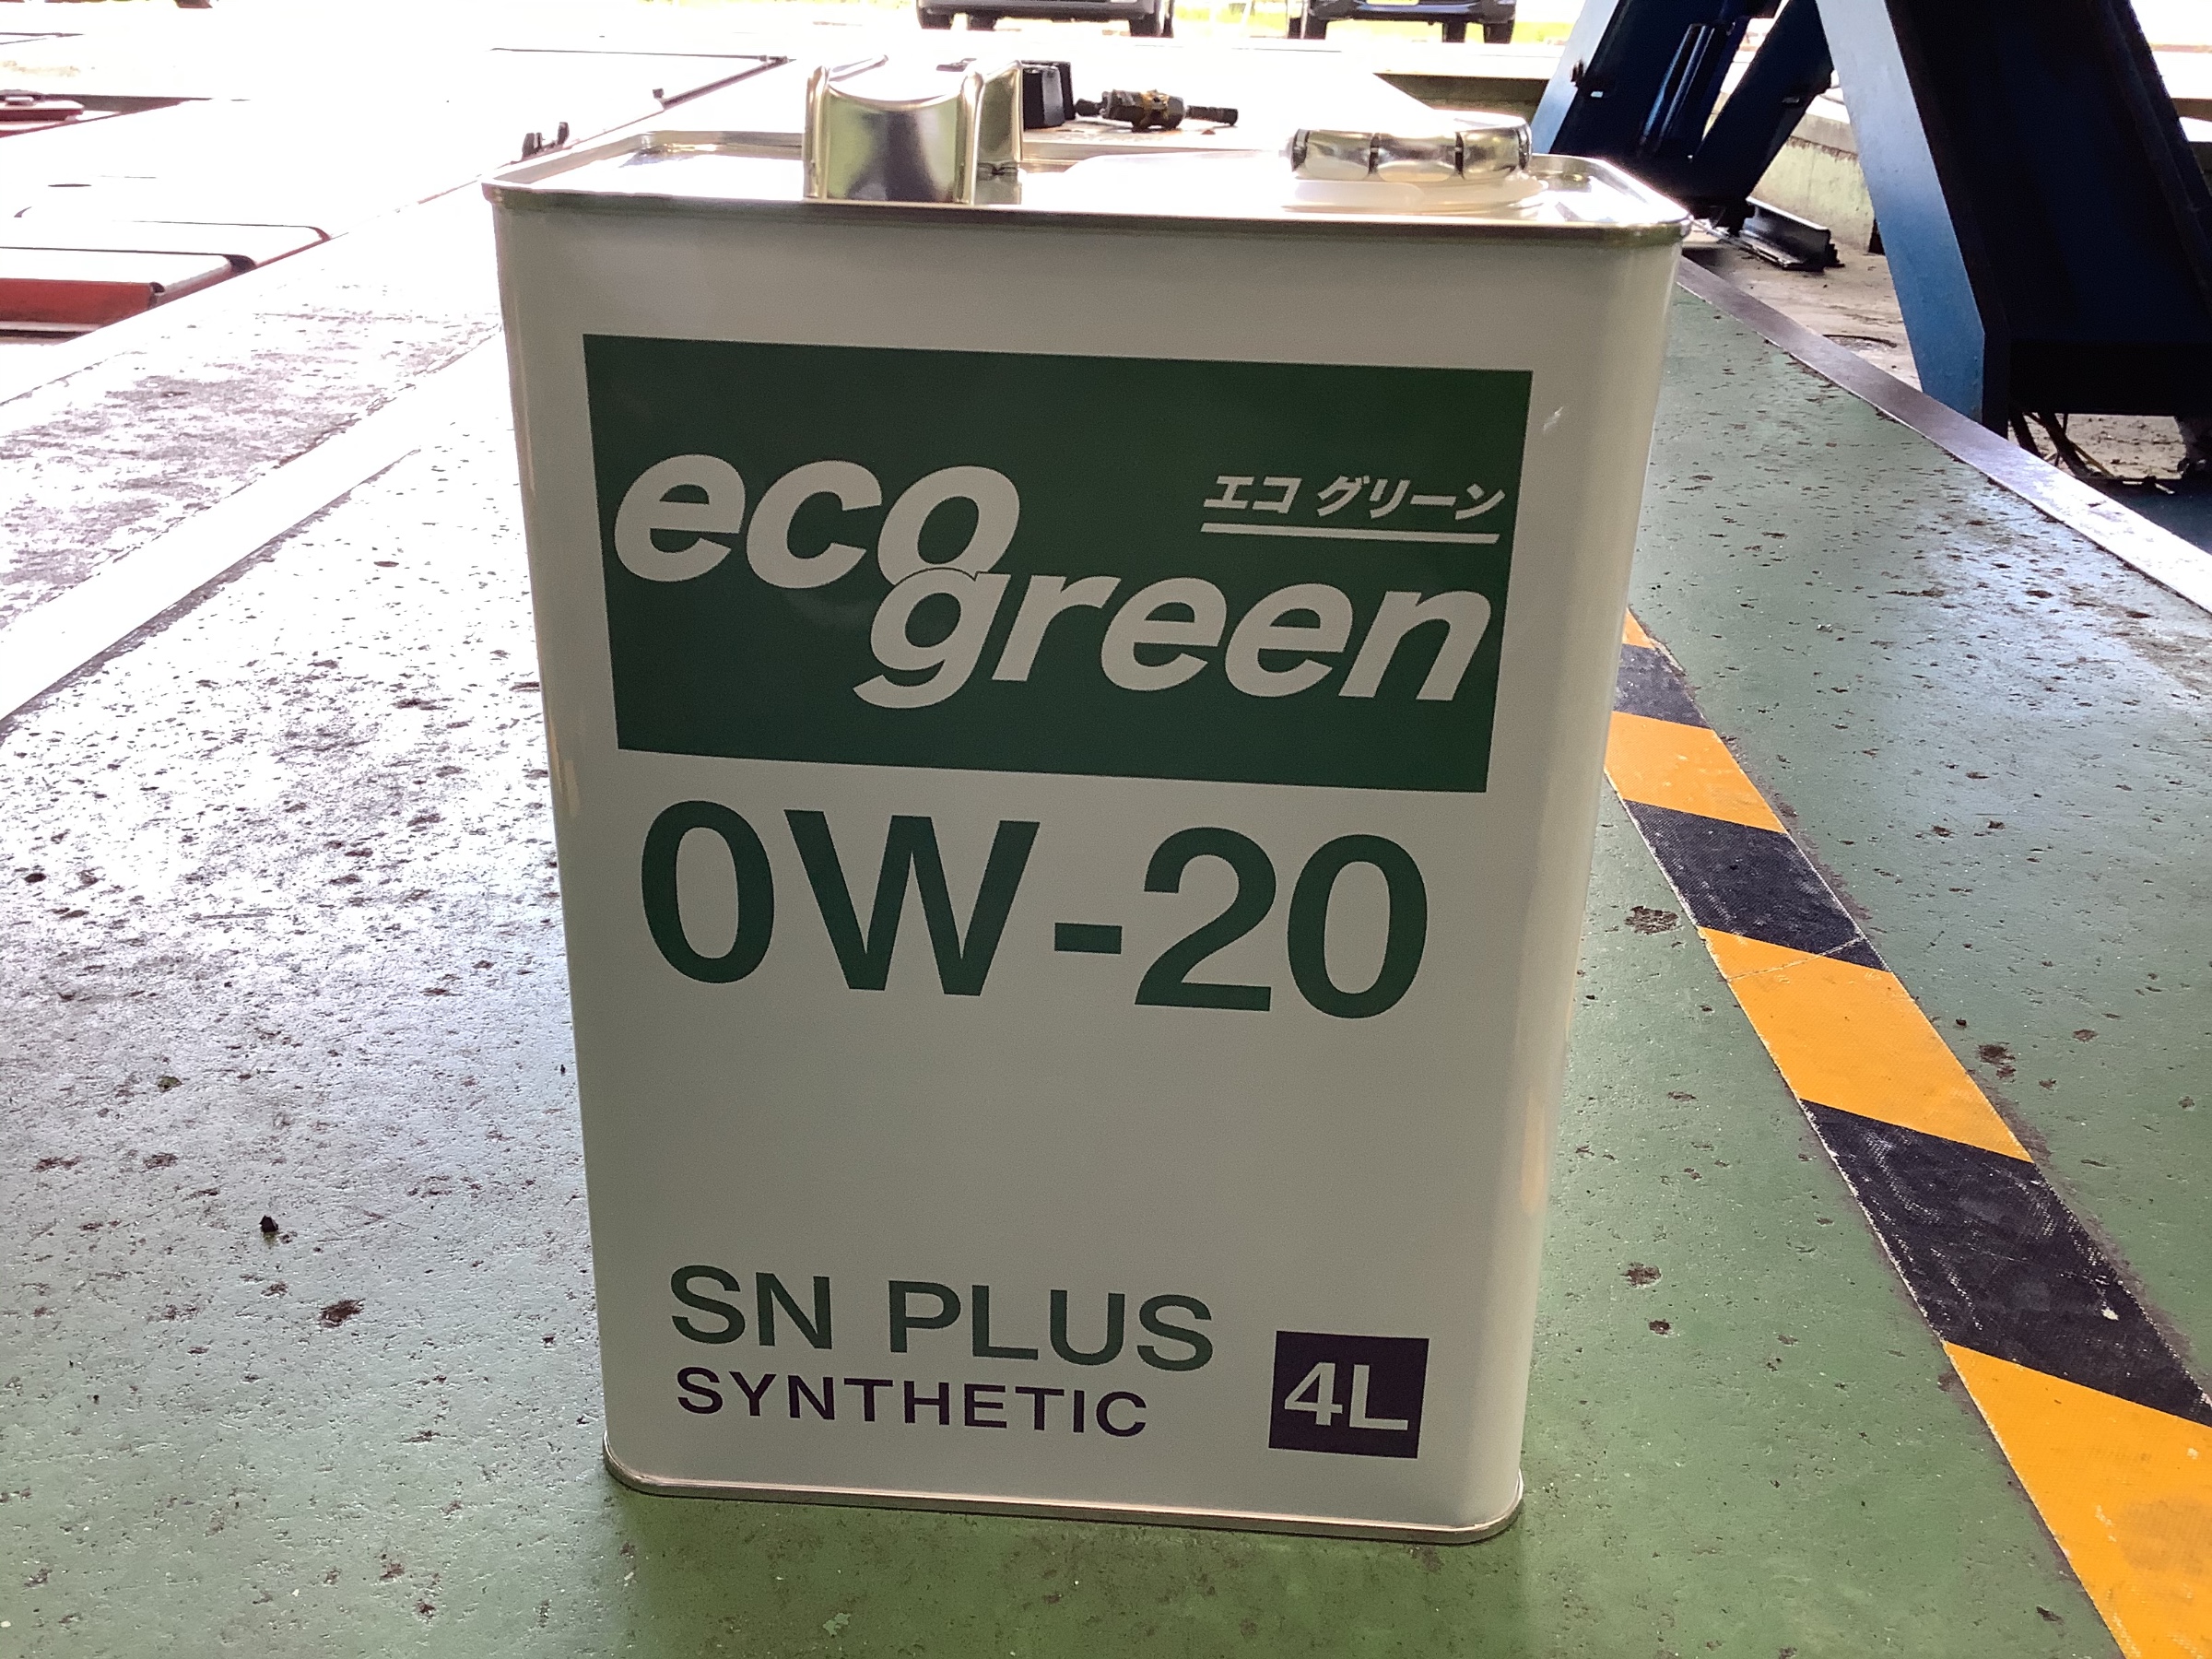 eco
エコ グリーン
green
0W-20
SN PLUS
SYNTHETIC
4L